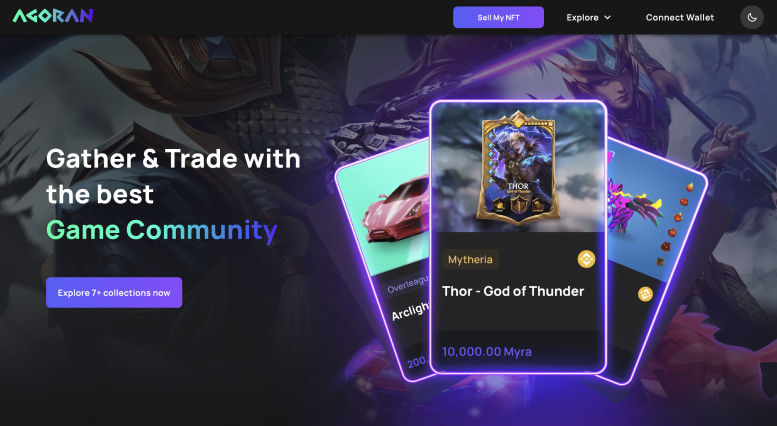 AGORAN
Sell My NFT
Explore
Connect Wallet
Gather & Trade with
the best
Game Community
Explore 7+ collections now
THOR
God of Thunder
Mytheria
Thor - God of Thunder
10,000.00 Myra
Overleagu
Arcligh
200.